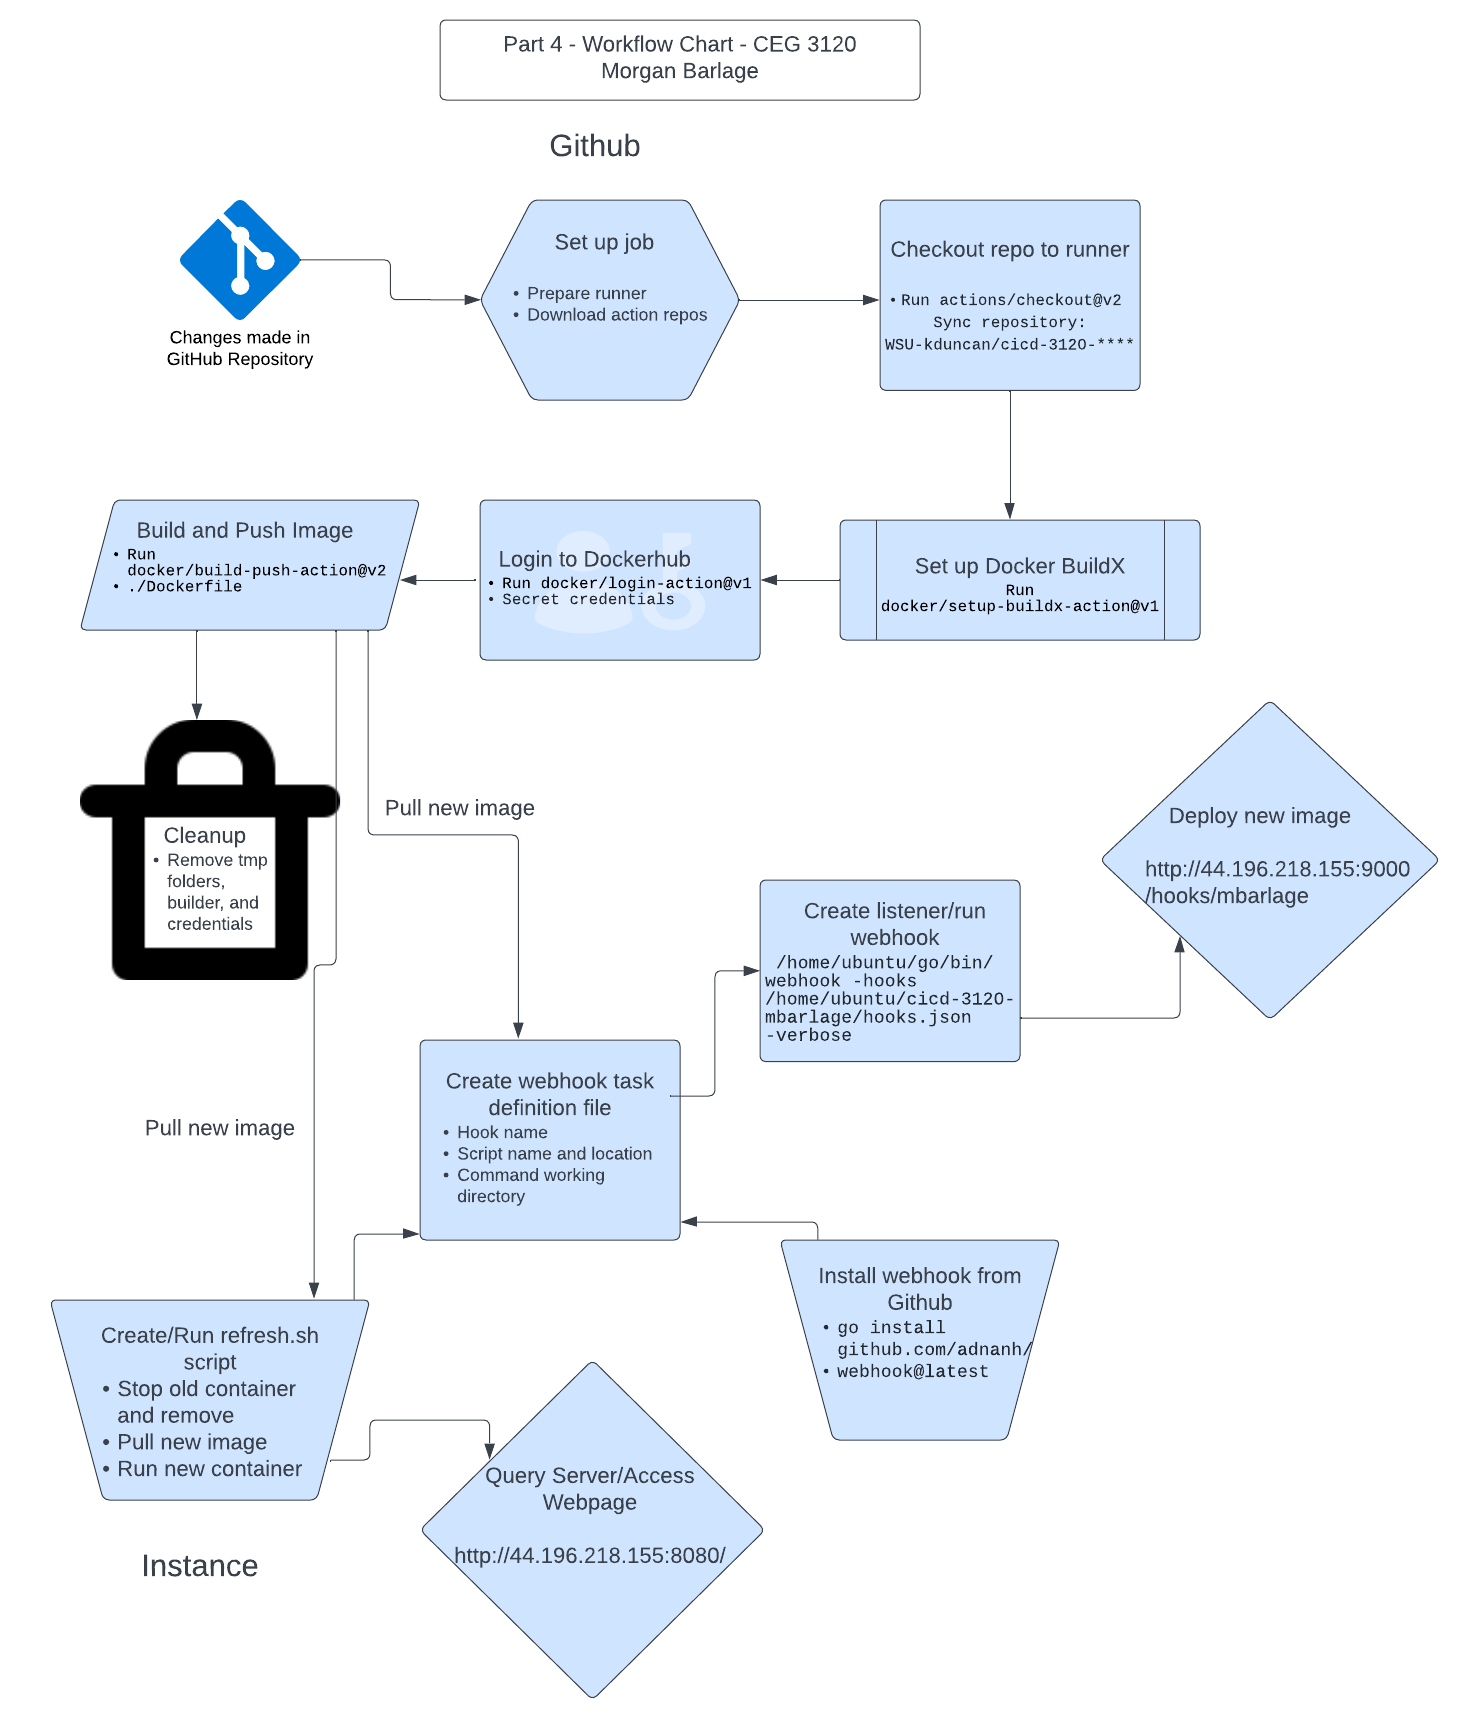 Part 4 - Workflow Chart - CEG 3120
Morgan Barlage
Github
Changes made in
GitHub Repository
Set up job
• Prepare runner
• Download action repos
Checkout repo to runner
• Run actions/checkout@v2
Sync repository:
WSU-kduncan/cicd-3120-****
Set up Docker BuildX
Run
docker/setup-buildx-action@v1
Login to Dockerhub
• Run docker/login-action@v1
• Secret credentials
Build and Push Image
• Run
docker/build-push-action@v2
• ./Dockerfile
Cleanup
• Remove tmp
folders,
builder, and
credentials
Pull new image
Deploy new image
http://44.196.218.155:9000
/hooks/mbarlage
Create listener/run
webhook
/home/ubuntu/go/bin/
webhook -hooks
/home/ubuntu/cicd-3120-
mbarlage/hooks.json
-verbose
Create webhook task
definition file
• Hook name
• Script name and location
• Command working
directory
Pull new image
Install webhook from
Github
• go install
github.com/adnanh/
• webhook@latest
Create/Run refresh.sh
script
• Stop old container
and remove
• Pull new image
• Run new container
Query Server/Access
Webpage
http://44.196.218.155:8080/
Instance